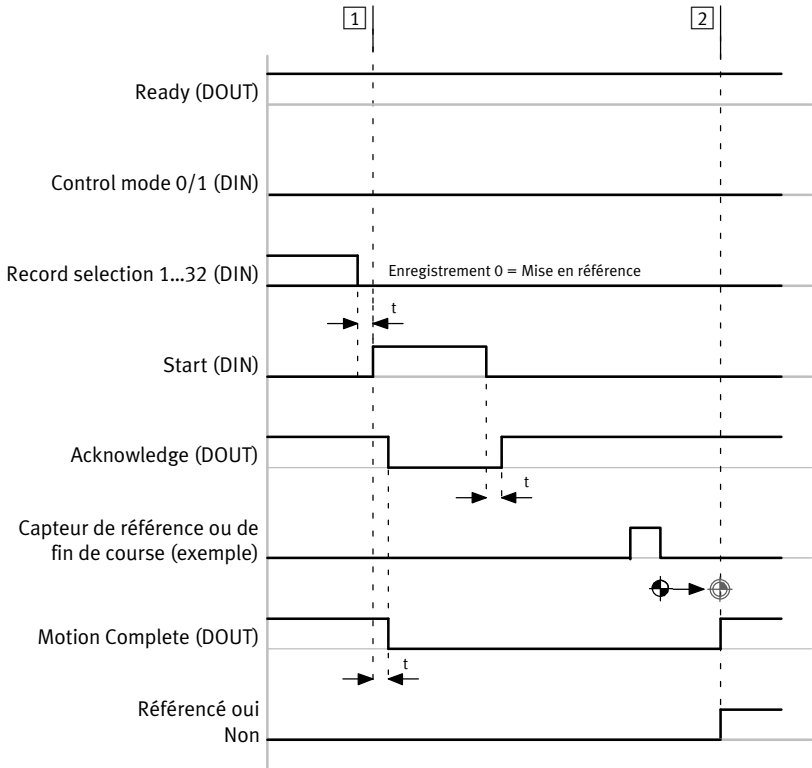 1
2
Ready (DOUT)
Control mode 0/1 (DIN)
Record selection 1...32 (DIN)
Enregistrement 0 = Mise en référence
t
Start (DIN)
Acknowledge (DOUT)
t
Capteur de référence ou de
fin de course (exemple)
Motion Complete (DOUT)
t
Référencé oui
Non